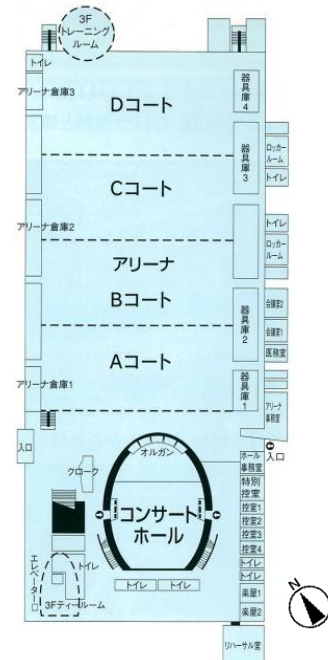 3F
トレーニング
ルーム
トイレ
アリーナ倉庫3
Dコート
器具庫4
器具庫3
ロッカー
ルーム
トイレ
Cコート
アリーナ倉庫2
トイレ
ロッカー
ルーム
アリーナ
Bコート
器具庫2
会議室2
会議室1
医務室
Aコート
アリーナ倉庫1
器具庫1
アリーナ
事務室
入口
入口
オルガン
クローク
コンサート
ホール
ホール
事務室
特別
控室
控室1
控室2
控室3
控室4
トイレ
トイレ
楽屋1
楽屋2
エレベーター
トイレ
トイレ
トイレ
3Fティールーム
リハーサル室
N